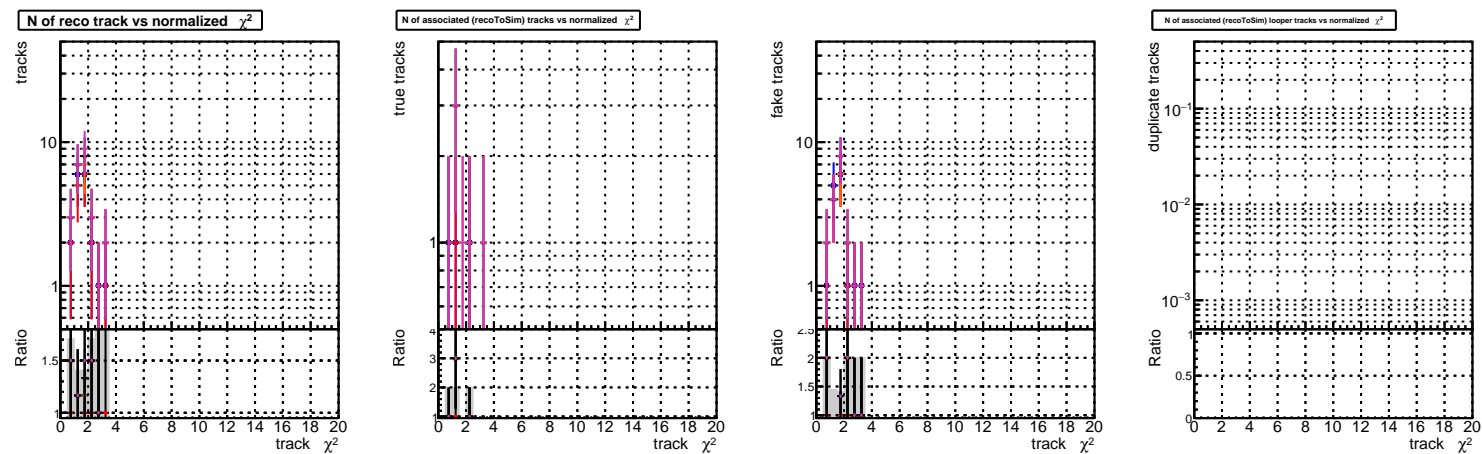 N of reco track vs normalized χ²
tracks
10
1
Ratio
1.5
1
0 2 4 6 8 10 12 14 16 18 20
track χ²
N of associated (recoToSim) tracks vs normalized χ²
true tracks
1
Ratio
4
3
2
1
0 2 4 6 8 10 12 14 16 18 20
track χ²
fake tracks
10
1
Ratio
2.5
2
1.5
1
0 2 4 6 8 10 12 14 16 18 20
track χ²
N of associated (recoToSim) looper tracks vs normalized χ²
duplicate tracks
10⁻¹
10⁻²
10⁻³
Ratio
1
0.5
0
0 2 4 6 8 10 12 14 16 18 20
track χ²